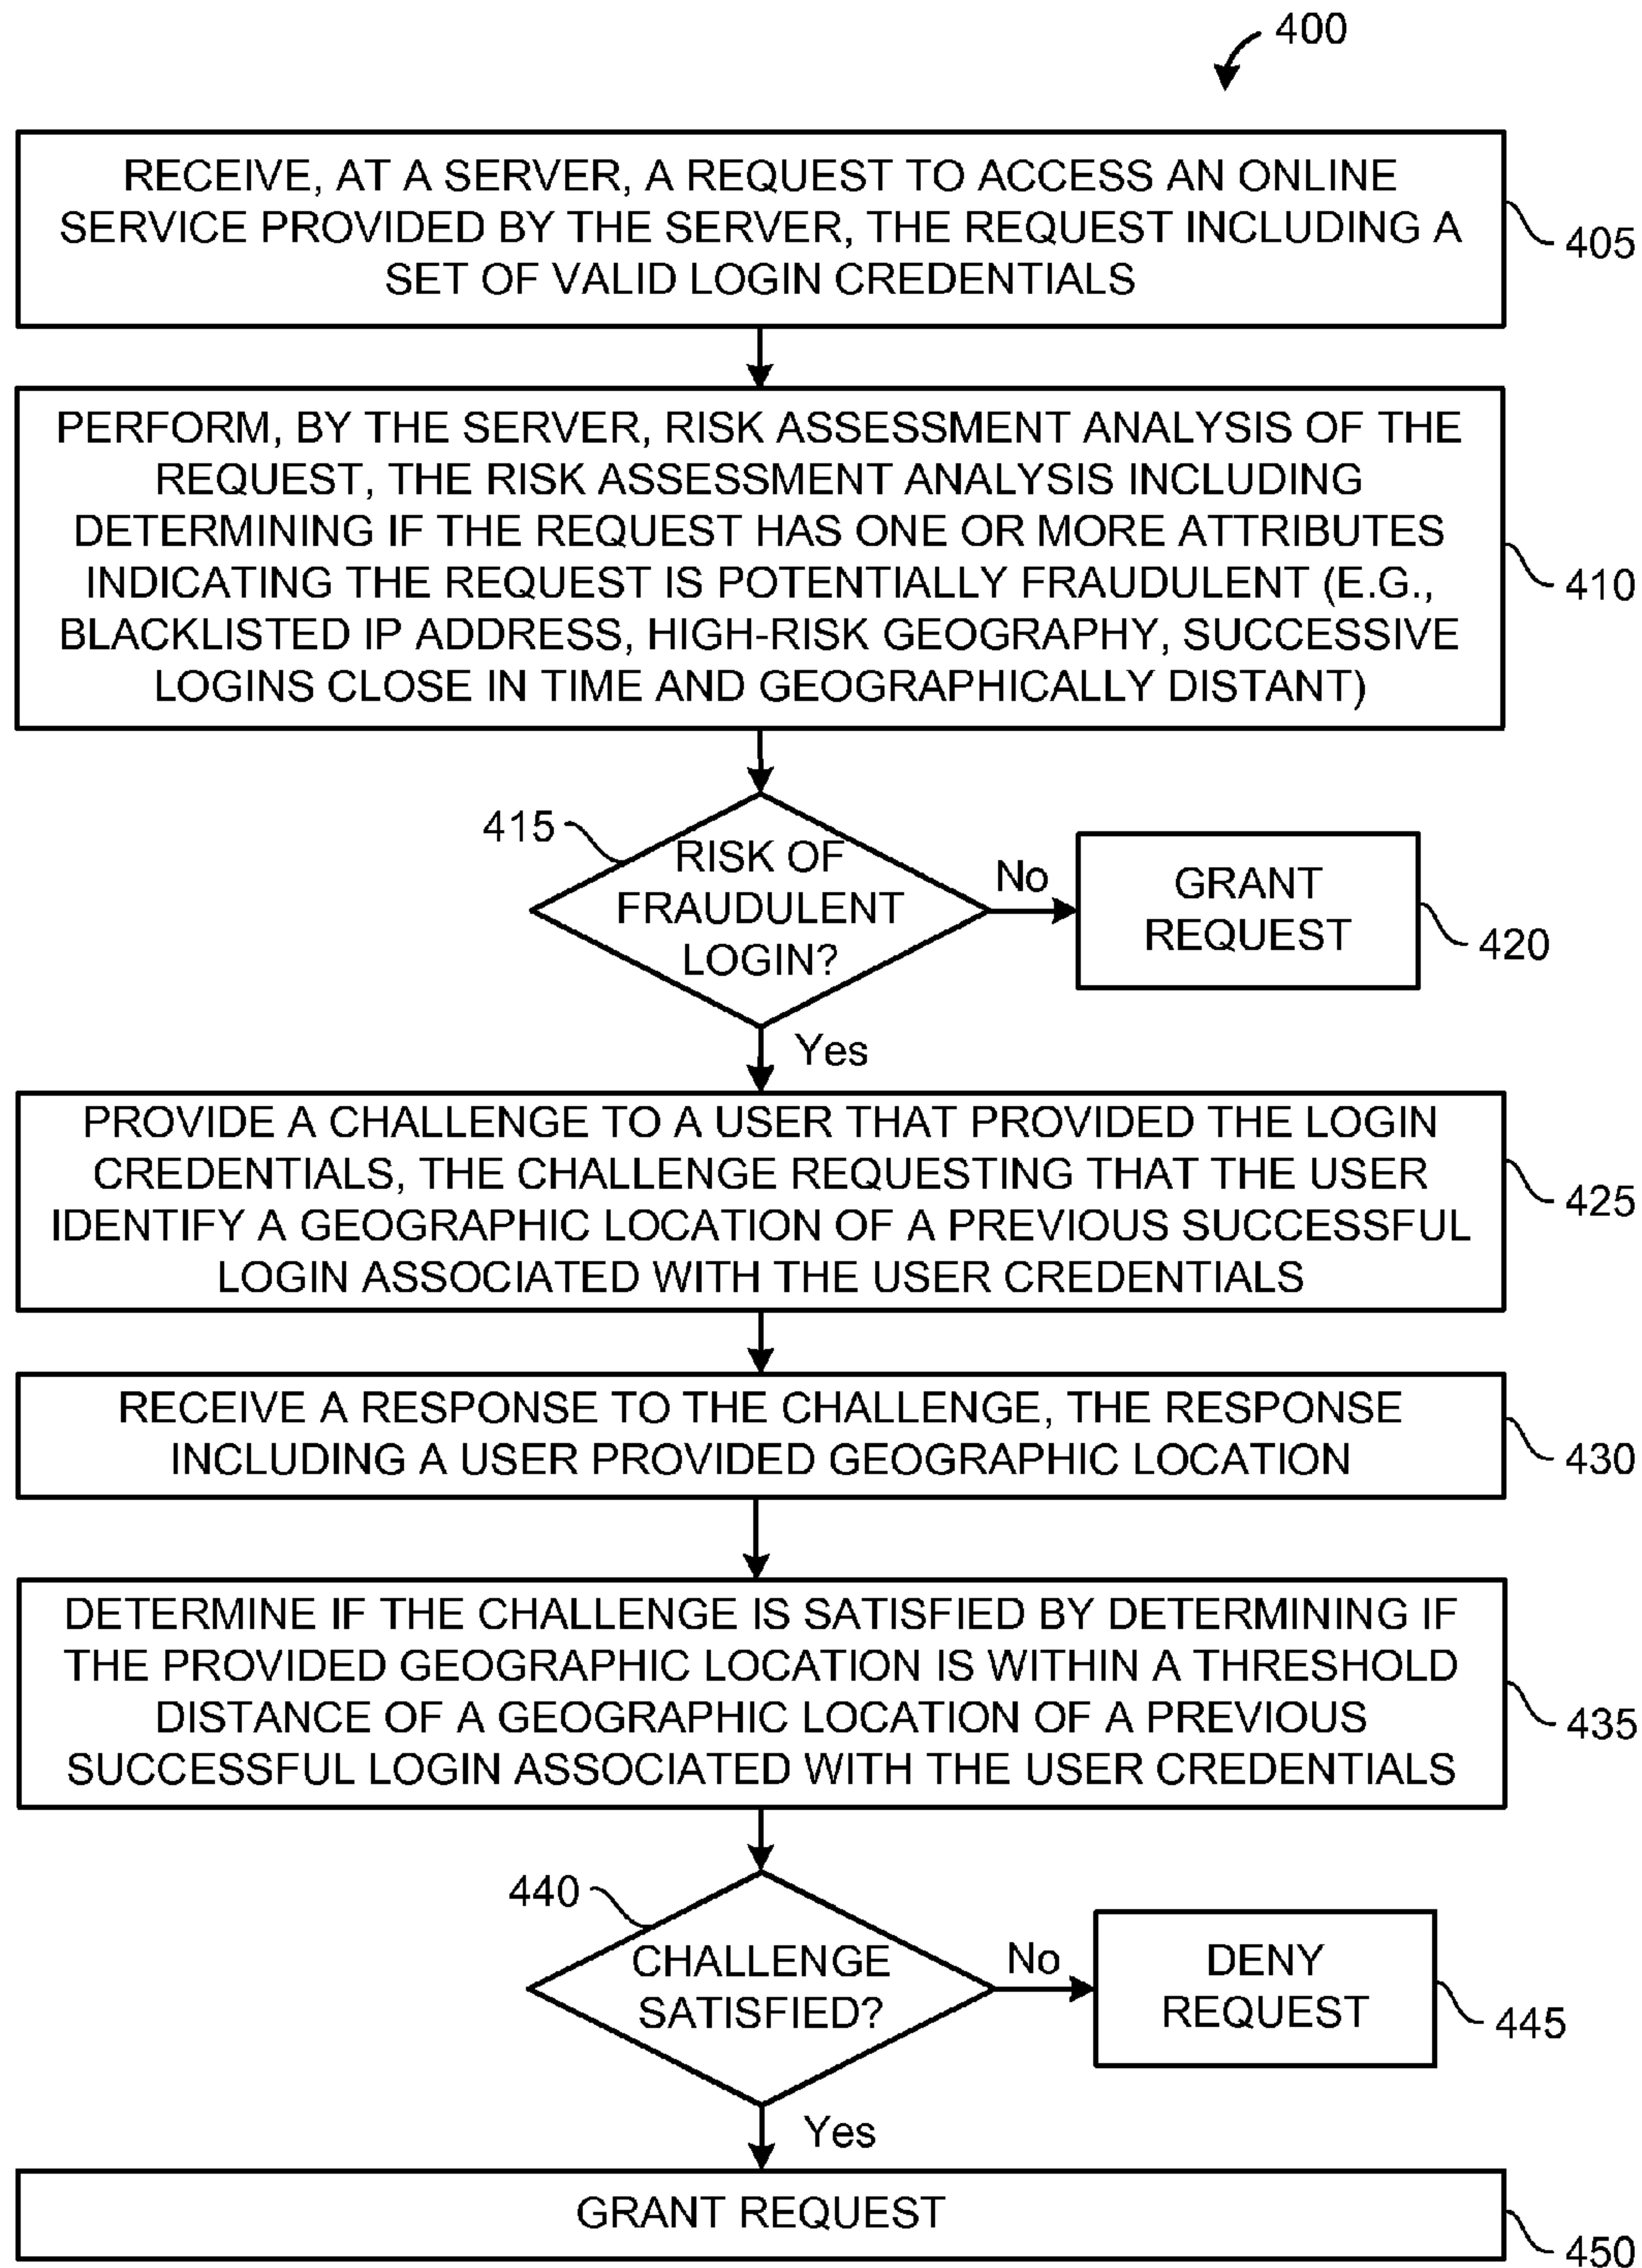 400
RECEIVE, AT A SERVER, A REQUEST TO ACCESS AN ONLINE
SERVICE PROVIDED BY THE SERVER, THE REQUEST INCLUDING A
SET OF VALID LOGIN CREDENTIALS
405
PERFORM, BY THE SERVER, RISK ASSESSMENT ANALYSIS OF THE
REQUEST, THE RISK ASSESSMENT ANALYSIS INCLUDING
DETERMINING IF THE REQUEST HAS ONE OR MORE ATTRIBUTES
INDICATING THE REQUEST IS POTENTIALLY FRAUDULENT (E.G.,
BLACKLISTED IP ADDRESS, HIGH-RISK GEOGRAPHY, SUCCESSIVE
LOGINS CLOSE IN TIME AND GEOGRAPHICALLY DISTANT)
410
415
RISK OF
FRAUDULENT
LOGIN?
No
GRANT
REQUEST
420
Yes
PROVIDE A CHALLENGE TO A USER THAT PROVIDED THE LOGIN
CREDENTIALS, THE CHALLENGE REQUESTING THAT THE USER
IDENTIFY A GEOGRAPHIC LOCATION OF A PREVIOUS SUCCESSFUL
LOGIN ASSOCIATED WITH THE USER CREDENTIALS
425
RECEIVE A RESPONSE TO THE CHALLENGE, THE RESPONSE
INCLUDING A USER PROVIDED GEOGRAPHIC LOCATION
430
DETERMINE IF THE CHALLENGE IS SATISFIED BY DETERMINING IF
THE PROVIDED GEOGRAPHIC LOCATION IS WITHIN A THRESHOLD
DISTANCE OF A GEOGRAPHIC LOCATION OF A PREVIOUS
SUCCESSFUL LOGIN ASSOCIATED WITH THE USER CREDENTIALS
435
440
CHALLENGE
SATISFIED?
No
DENY
REQUEST
445
Yes
GRANT REQUEST
450